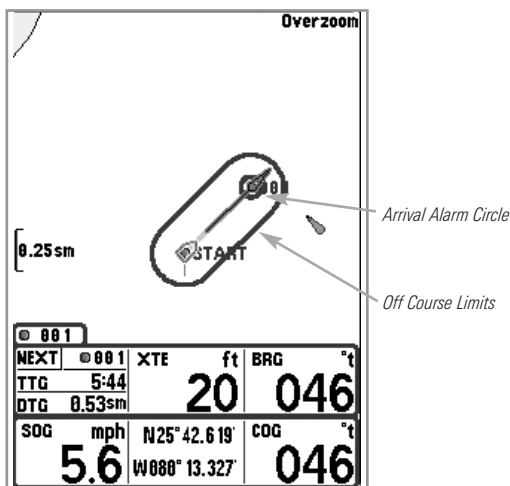 Overzoom
Arrival Alarm Circle
0.25sm
START
Off Course Limits
001
NEXT 001 XTE ft BRG °t
TTG 5:44
20 046
DTG 0.53sm
SOG mph N25° 42.619' COG °t
5.6 W080° 13.327' 046